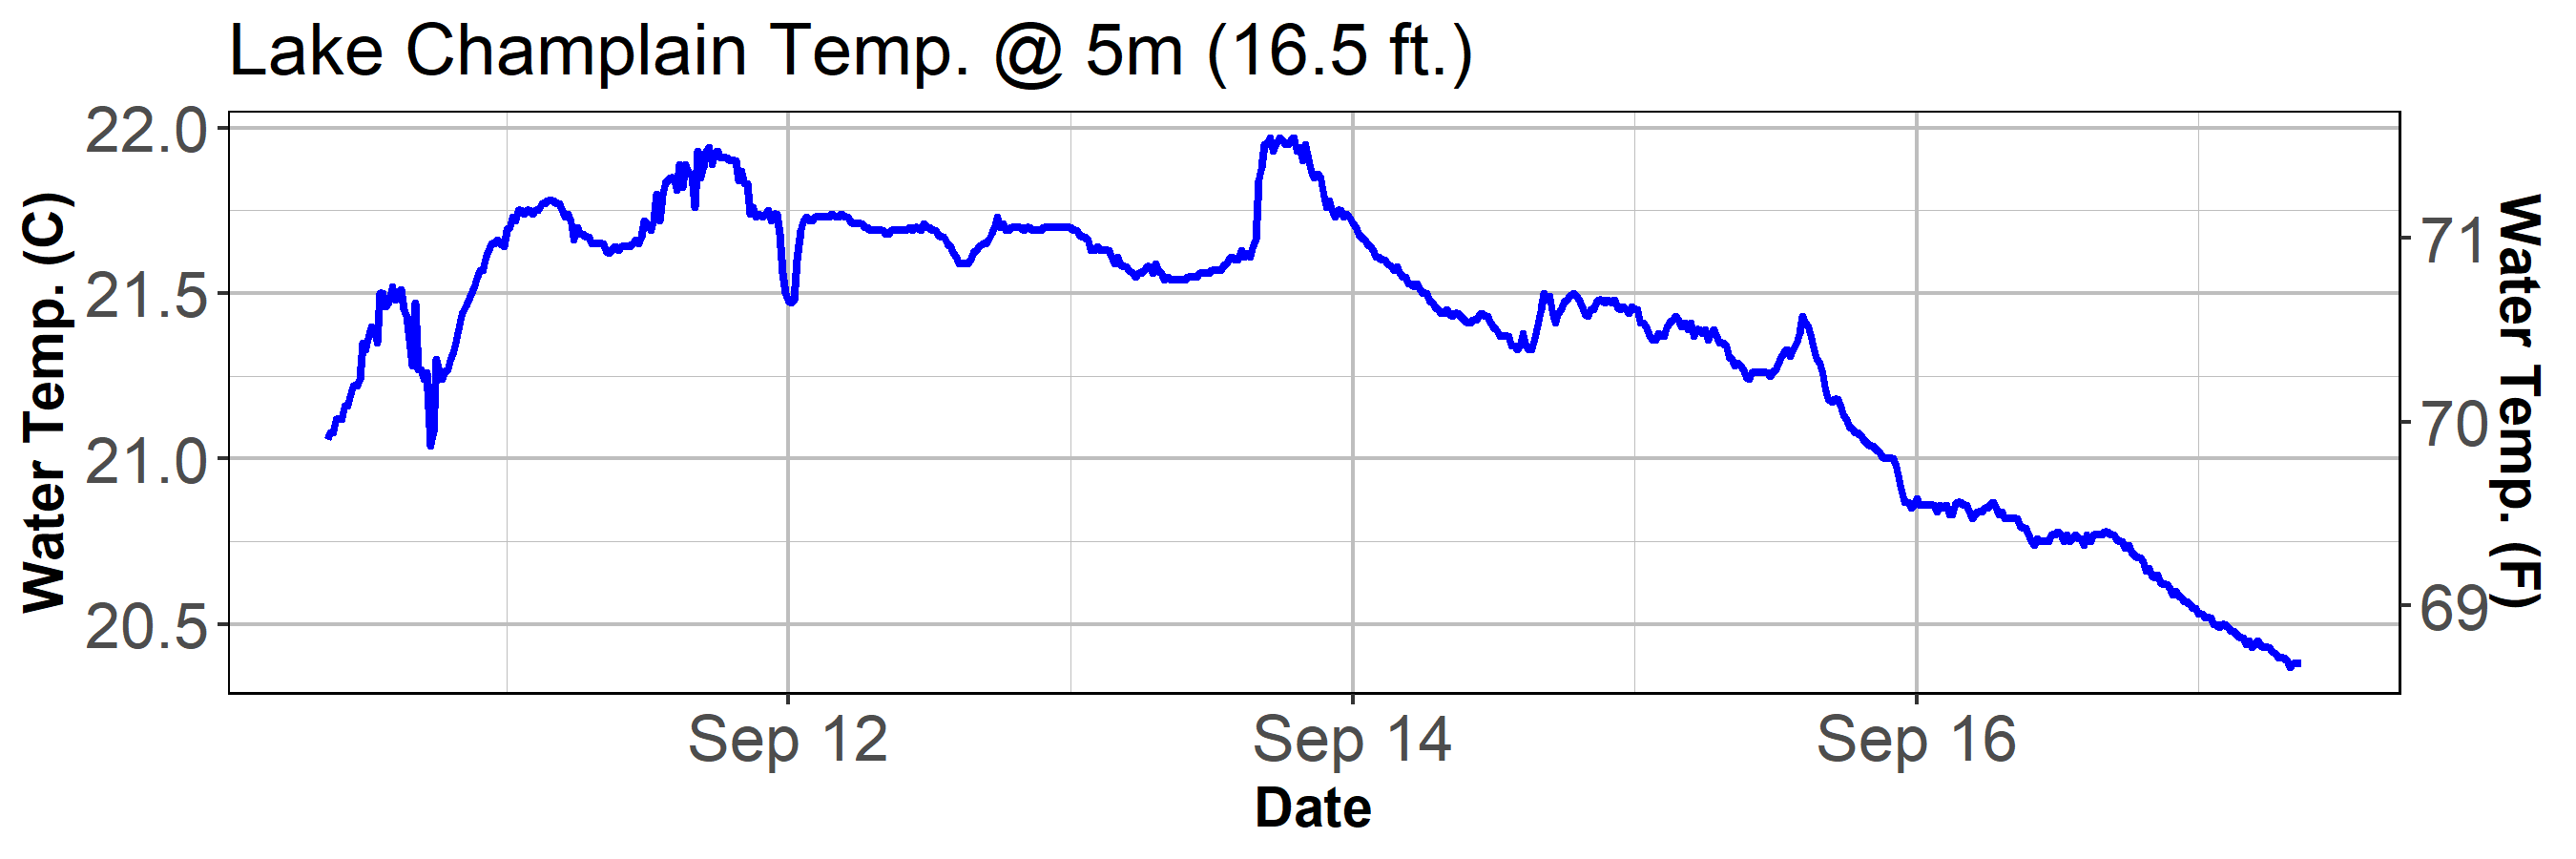 Lake Champlain Temp. @ 5m (16.5 ft.)
Water Temp. (C)
22.0
21.5
21.0
20.5
71
70
69
Water Temp. (F)
Sep 12
Sep 14
Sep 16
Date